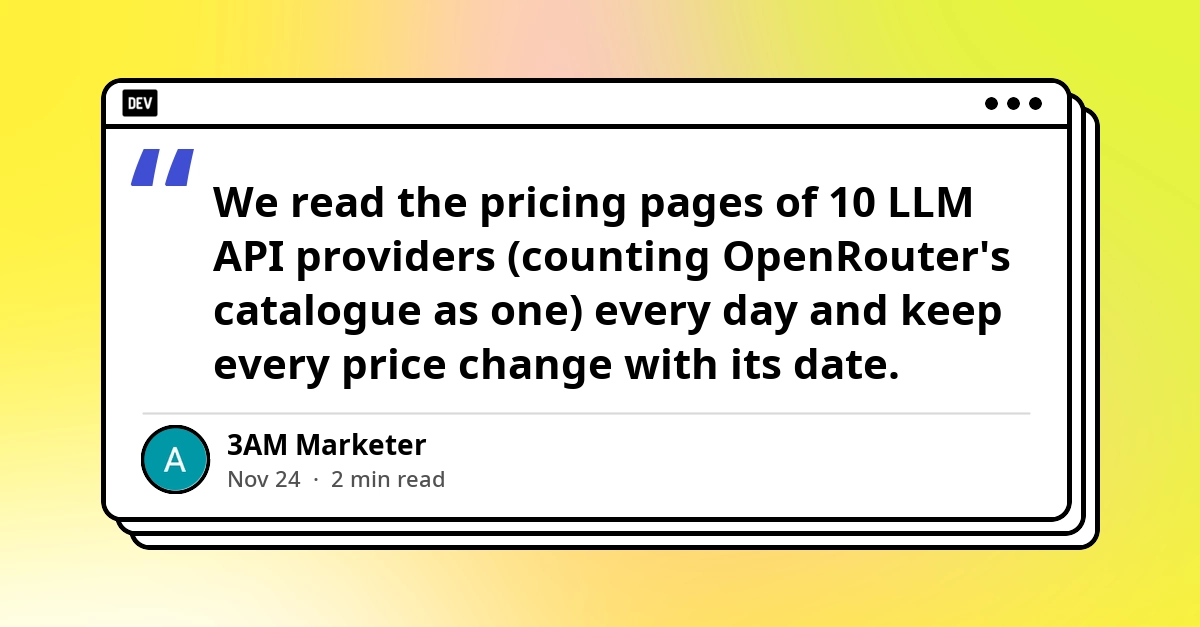 DEV
“
We read the pricing pages of 10 LLM
API providers (counting OpenRouter's
catalogue as one) every day and keep
every price change with its date.
A
3AM Marketer
Nov 24 · 2 min read